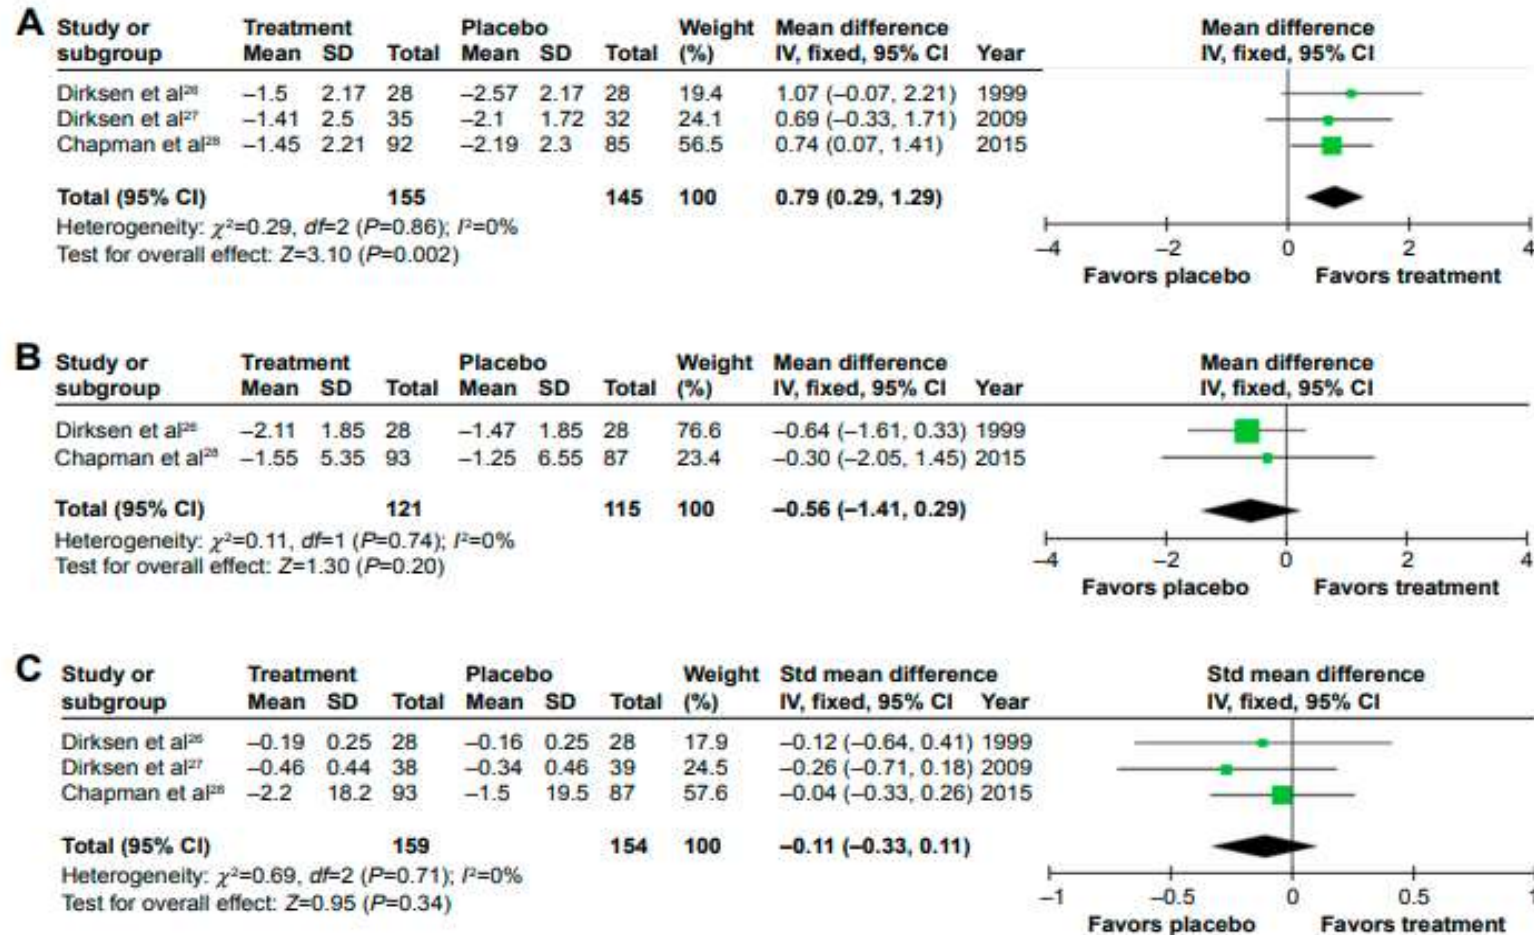 A Study or Treatment Placebo Weight Mean difference Mean difference
subgroup Mean SD Total Mean SD Total (%) IV, fixed, 95% CI Year IV, fixed, 95% CI
Dirksen et al²⁶ –1.5 2.17 28 –2.57 2.17 28 19.4 1.07 (–0.07, 2.21) 1999
Dirksen et al²⁷ –1.41 2.5 35 –2.1 1.72 32 24.1 0.69 (–0.33, 1.71) 2009
Chapman et al²⁸ –1.45 2.21 92 –2.19 2.3 85 56.5 0.74 (0.07, 1.41) 2015
Total (95% CI) 155 145 100 0.79 (0.29, 1.29)
Heterogeneity: χ²=0.29, df=2 (P=0.86); I²=0%
Test for overall effect: Z=3.10 (P=0.002)
–4 –2 0 2 4
Favors placebo Favors treatment
B Study or Treatment Placebo Weight Mean difference Mean difference
subgroup Mean SD Total Mean SD Total (%) IV, fixed, 95% CI Year IV, fixed, 95% CI
Dirksen et al²⁶ –2.11 1.85 28 –1.47 1.85 28 76.6 –0.64 (–1.61, 0.33) 1999
Chapman et al²⁸ –1.55 5.35 93 –1.25 6.55 87 23.4 –0.30 (–2.05, 1.45) 2015
Total (95% CI) 121 115 100 –0.56 (–1.41, 0.29)
Heterogeneity: χ²=0.11, df=1 (P=0.74); I²=0%
Test for overall effect: Z=1.30 (P=0.20)
–4 –2 0 2 4
Favors placebo Favors treatment
C Study or Treatment Placebo Weight Std mean difference Std mean difference
subgroup Mean SD Total Mean SD Total (%) IV, fixed, 95% CI Year IV, fixed, 95% CI
Dirksen et al²⁶ –0.19 0.25 28 –0.16 0.25 28 17.9 –0.12 (–0.64, 0.41) 1999
Dirksen et al²⁷ –0.46 0.44 38 –0.34 0.46 39 24.5 –0.26 (–0.71, 0.18) 2009
Chapman et al²⁸ –2.2 18.2 93 –1.5 19.5 87 57.6 –0.04 (–0.33, 0.26) 2015
Total (95% CI) 159 154 100 –0.11 (–0.33, 0.11)
Heterogeneity: χ²=0.69, df=2 (P=0.71); I²=0%
Test for overall effect: Z=0.95 (P=0.34)
–1 –0.5 0 0.5 1
Favors placebo Favors treatment